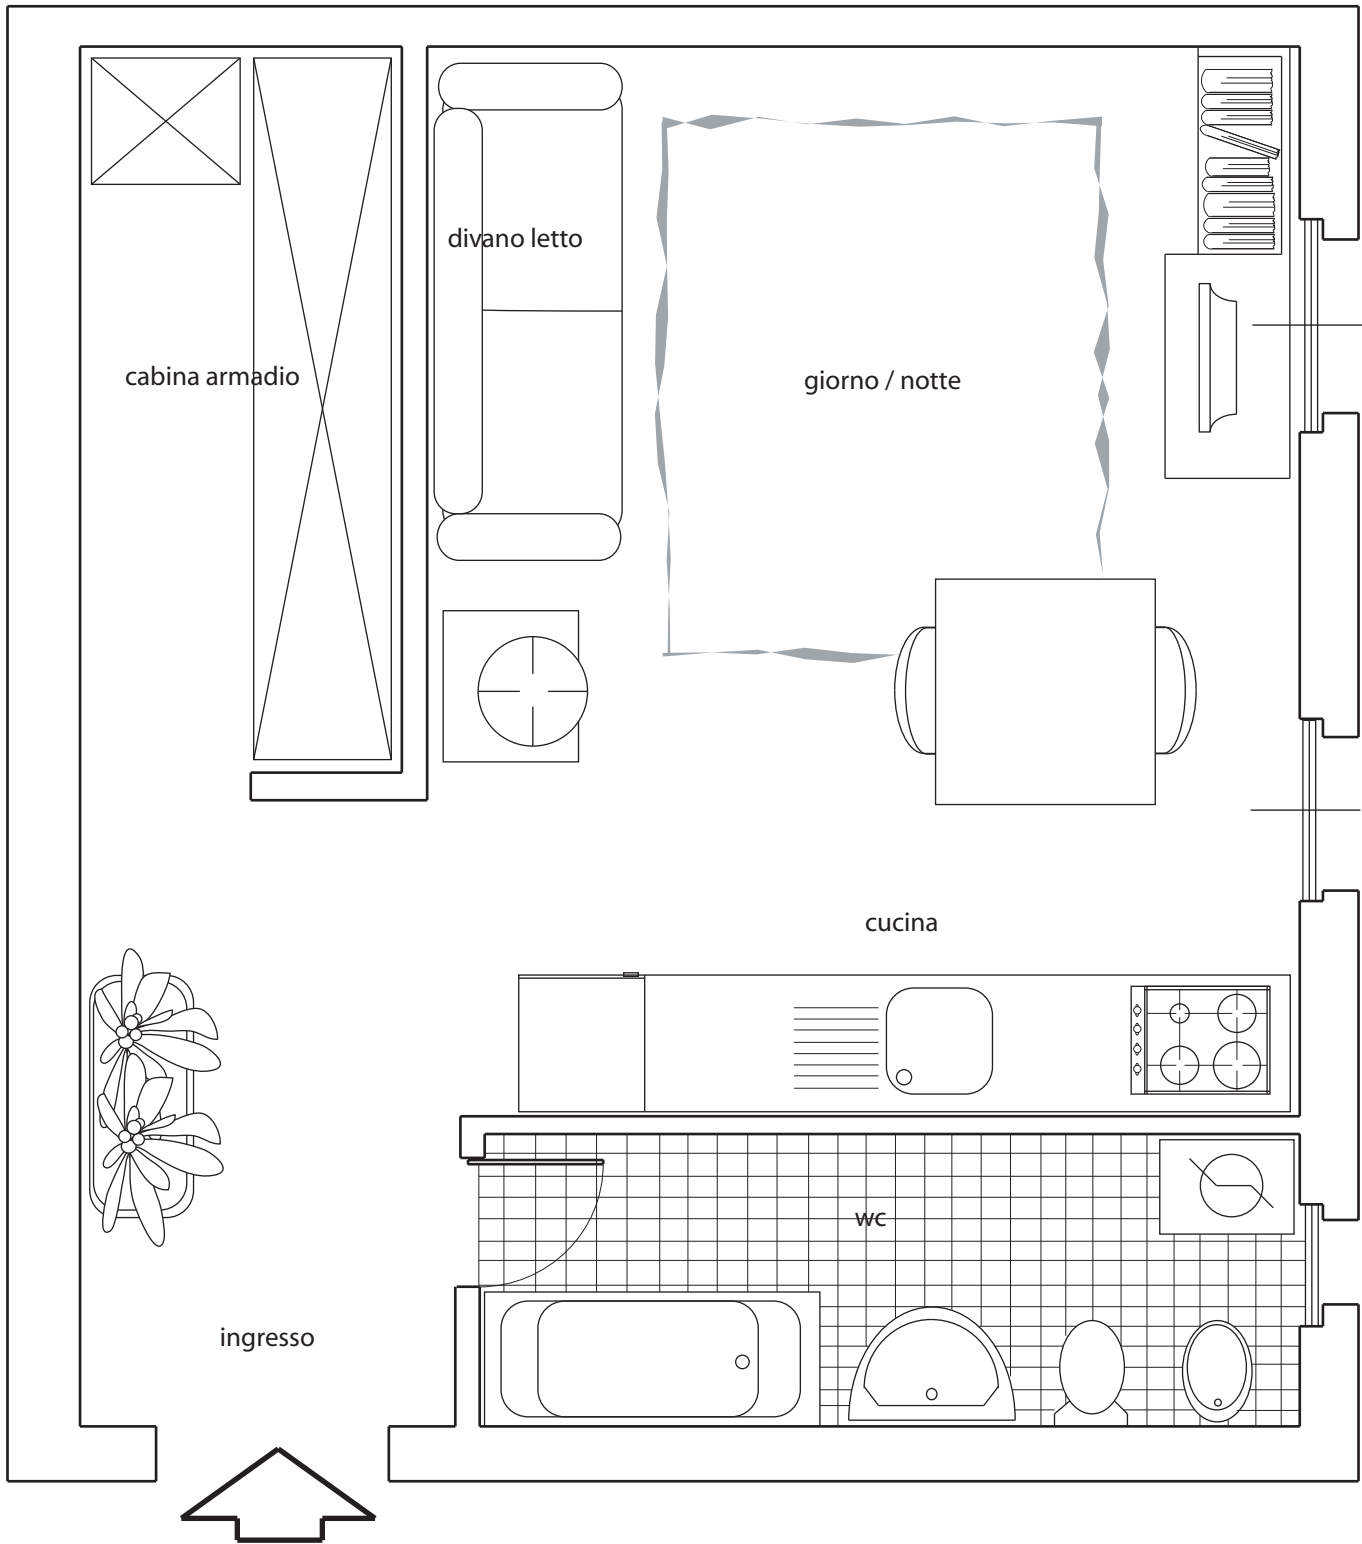 divano letto
cabina armadio
giorno / notte
cucina
wc
ingresso